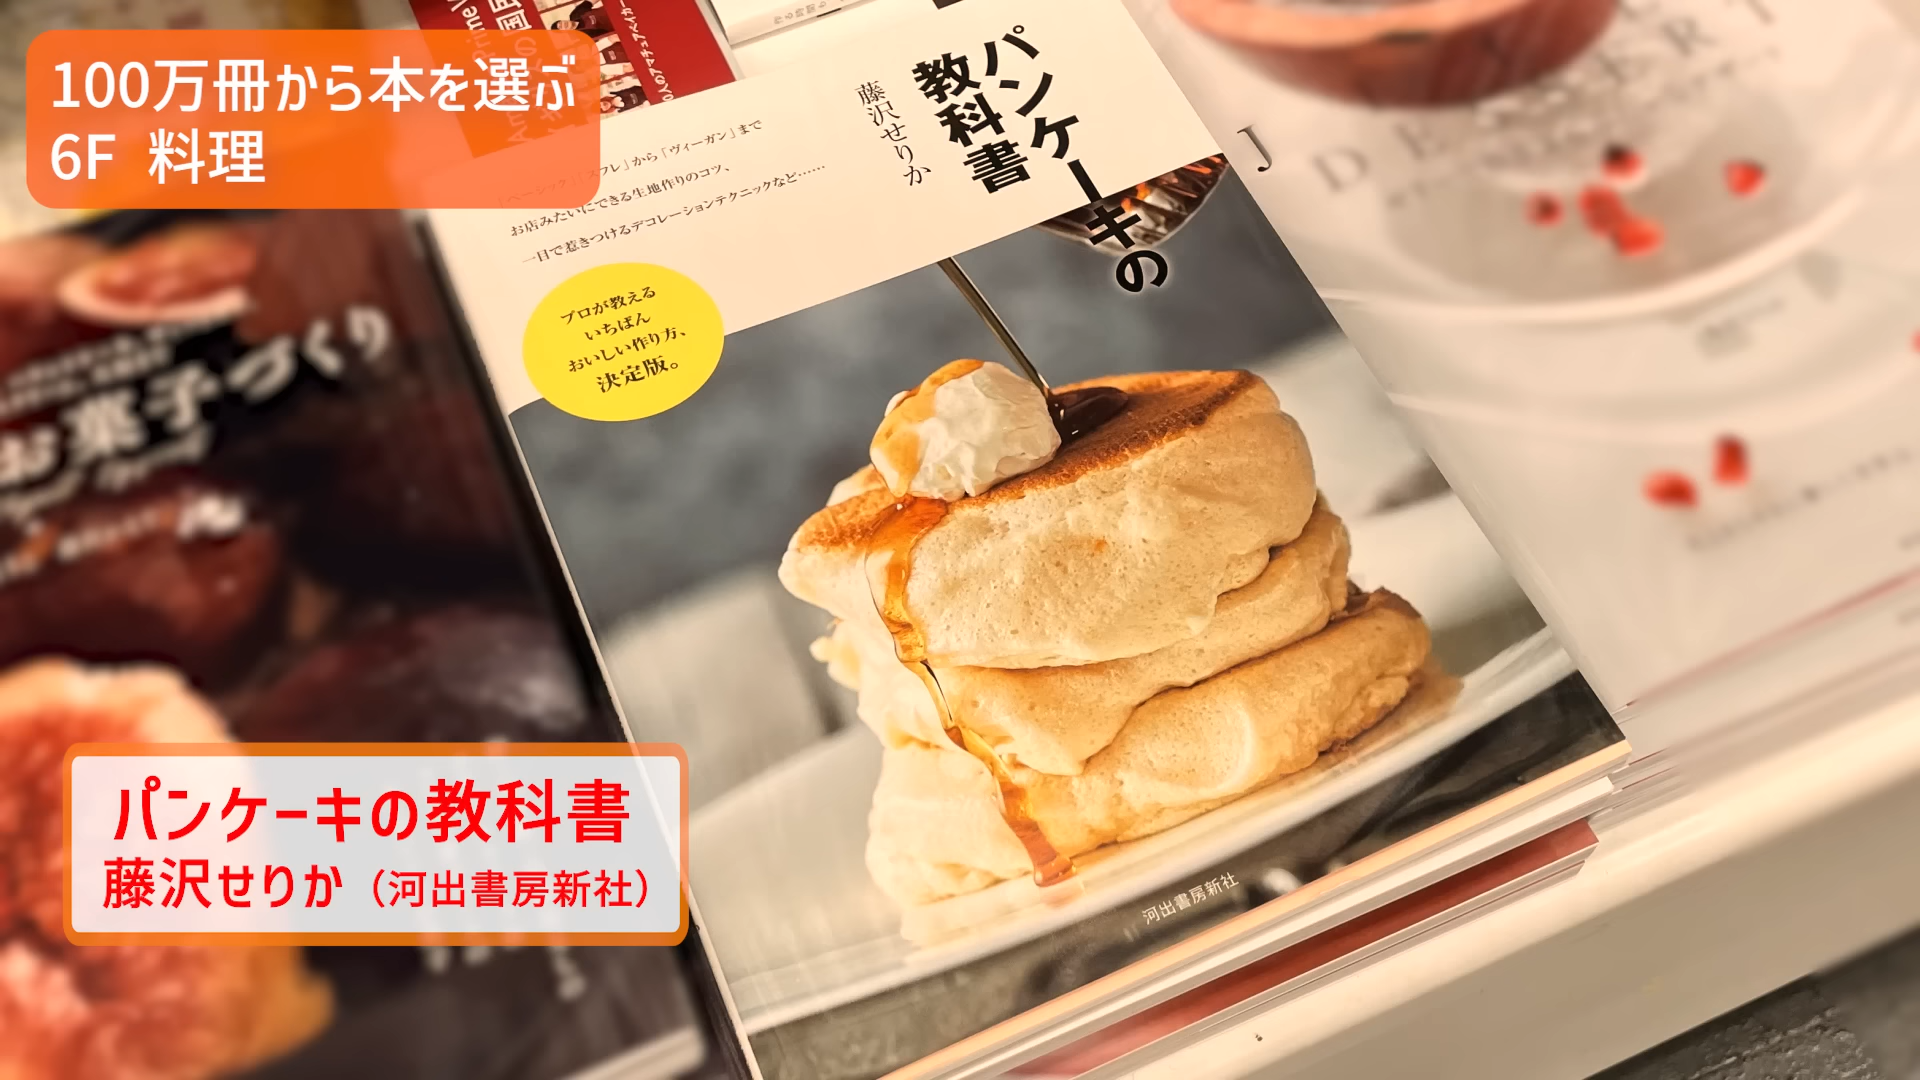 100万冊から本を選ぶ
6F 料理
パンケーキの
教科書
藤沢せりか
「ベーシック」「スフレ」から「ヴィーガン」まで
お店みたいにできる生地作りのコツ、
一目で惹きつけるデコレーションテクニックなど……
プロが教える
いちばん
おいしい作り方、
決定版。
河出書房新社
お菓子づくり
パンケーキの教科書
藤沢せりか（河出書房新社）